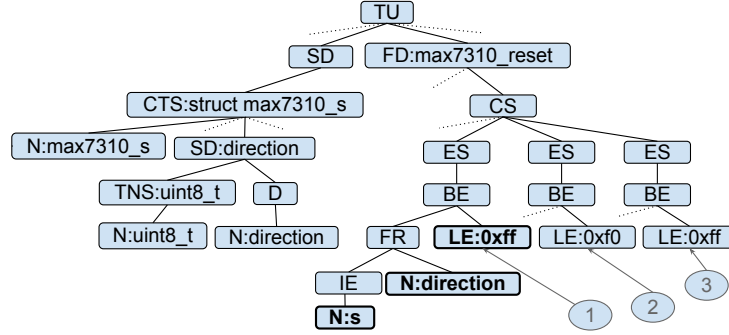 TU
SD FD:max7310_reset
CTS:struct max7310_s CS
N:max7310_s SD:direction ES ES ES
TNS:uint8_t D BE BE BE
N:uint8_t N:direction FR LE:0xff LE:0xf0 LE:0xff
IE N:direction 1 2 3
N:s